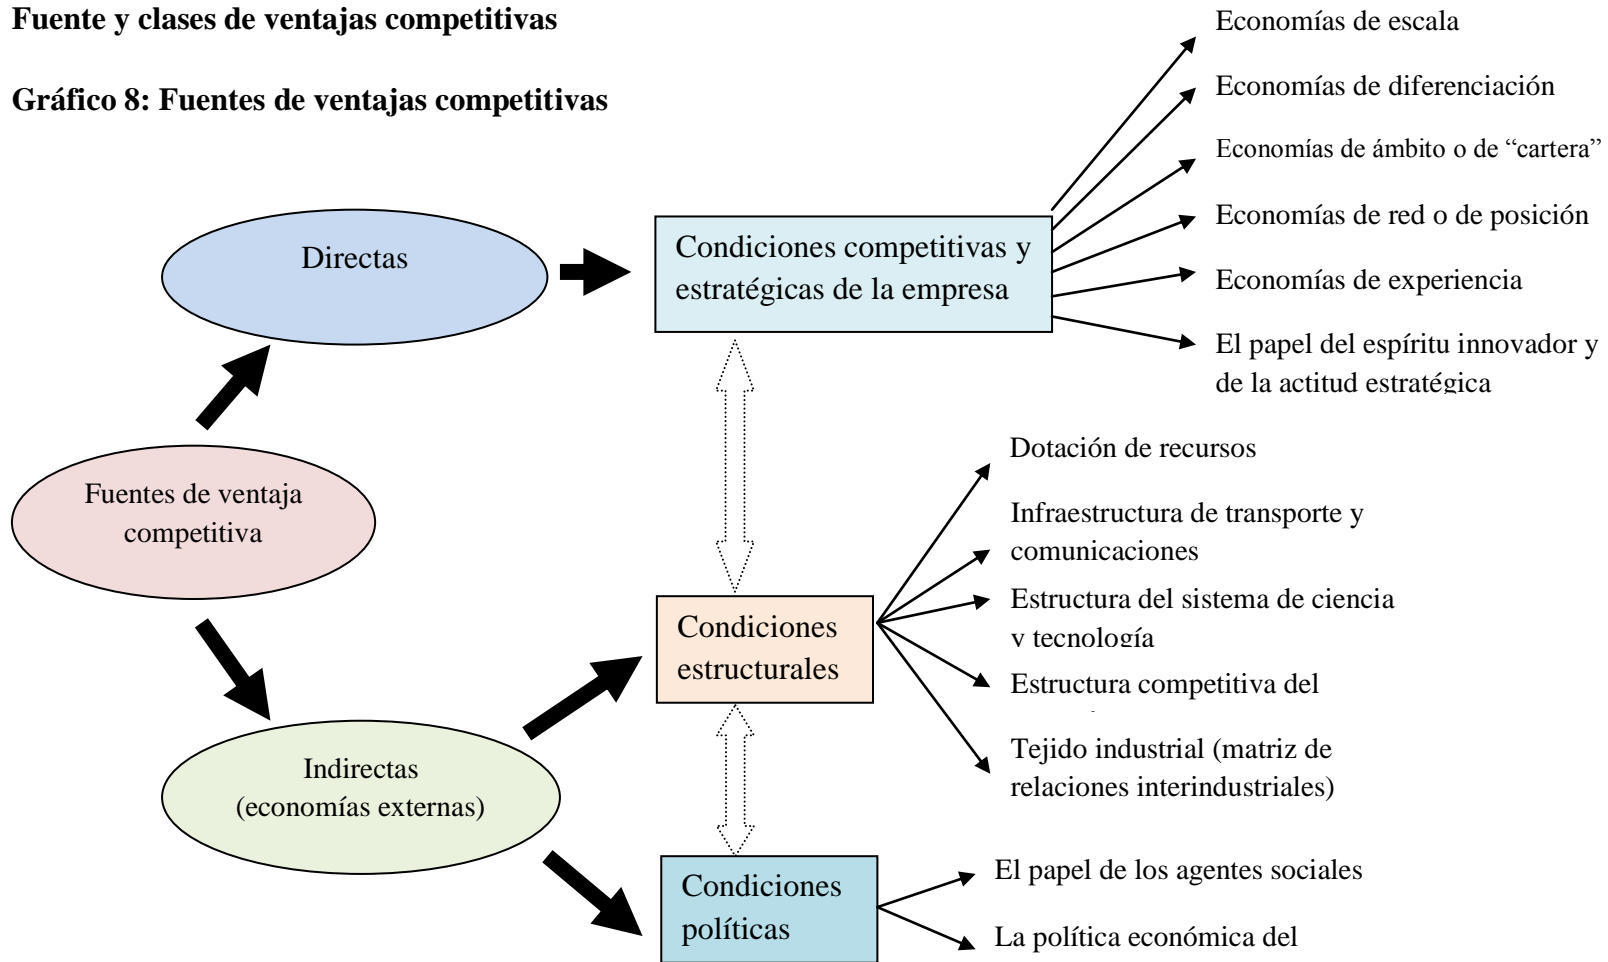 Fuente y clases de ventajas competitivas
Gráfico 8: Fuentes de ventajas competitivas
Economías de escala
Economías de diferenciación
Economías de ámbito o de “cartera”
Economías de red o de posición
Economías de experiencia
El papel del espíritu innovador y
de la actitud estratégica
Directas
Condiciones competitivas y
estratégicas de la empresa
Fuentes de ventaja
competitiva
Dotación de recursos
Infraestructura de transporte y
comunicaciones
Estructura del sistema de ciencia
y tecnología
Estructura competitiva del
Tejido industrial (matriz de
relaciones interindustriales)
Condiciones
estructurales
Indirectas
(economías externas)
Condiciones
políticas
El papel de los agentes sociales
La política económica del